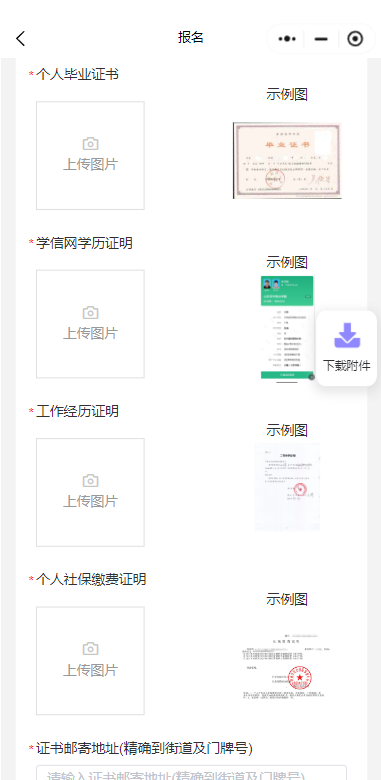 报名
*个人毕业证书
示例图
上传图片
毕业证书
*学信网学历证明
示例图
上传图片
下载附件
*工作经历证明
示例图
上传图片
*个人社保缴费证明
示例图
上传图片
*证书邮寄地址(精确到街道及门牌号)
请输入证书邮寄地址(精确到街道及门牌号)